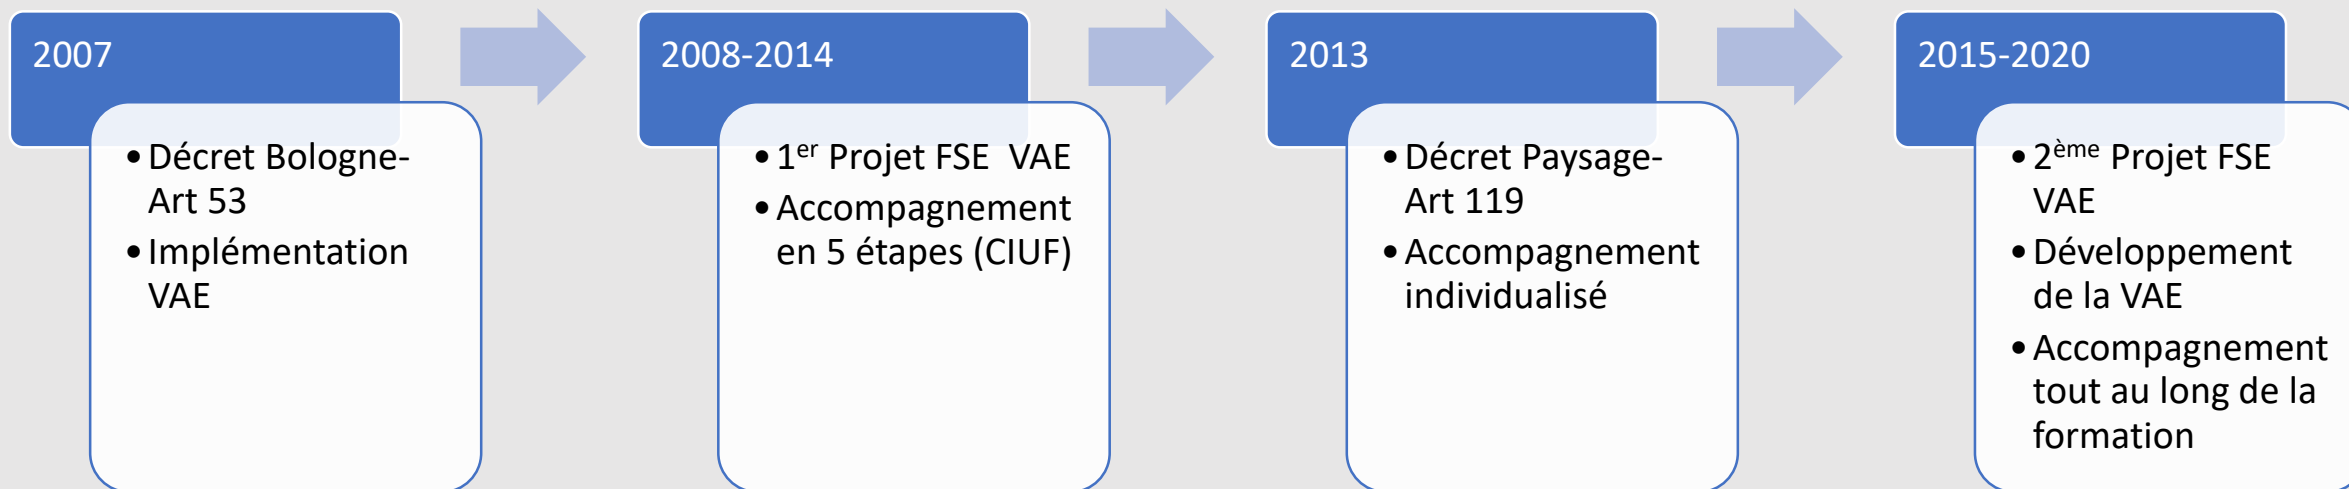 2007
• Décret Bologne-
Art 53
• Implémentation
VAE
2008-2014
• 1er Projet FSE VAE
• Accompagnement
en 5 étapes (CIUF)
2013
• Décret Paysage-
Art 119
• Accompagnement
individualisé
2015-2020
• 2ème Projet FSE
VAE
• Développement
de la VAE
• Accompagnement
tout au long de la
formation